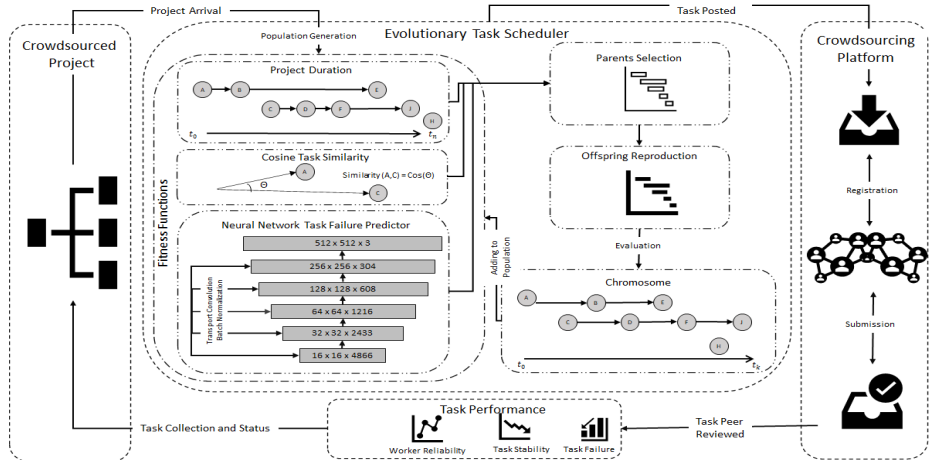 Project Arrival
Task Posted
Crowdsourced
Project
Population Generation
Evolutionary Task Scheduler
Crowdsourcing
Platform
Fitness Functions
Project Duration
A
B
E
C
D
F
I
H
t₀
tₙ
Cosine Task Similarity
A
Θ
Similarity (A,C) = Cos(Θ)
C
Neural Network Task Failure Predictor
512 x 512 x 3
256 x 256 x 304
128 x 128 x 608
64 x 64 x 1216
32 x 32 x 2433
16 x 16 x 4866
Transport Convolution
Batch Normalization
Parents Selection
Offspring Reproduction
Evaluation
Adding to
Population
Chromosome
A
B
E
C
D
F
I
H
t₀
tₖ
Registration
Submission
Task Collection and Status
Task Performance
Worker Reliability
Task Stability
Task Failure
Task Peer
Reviewed